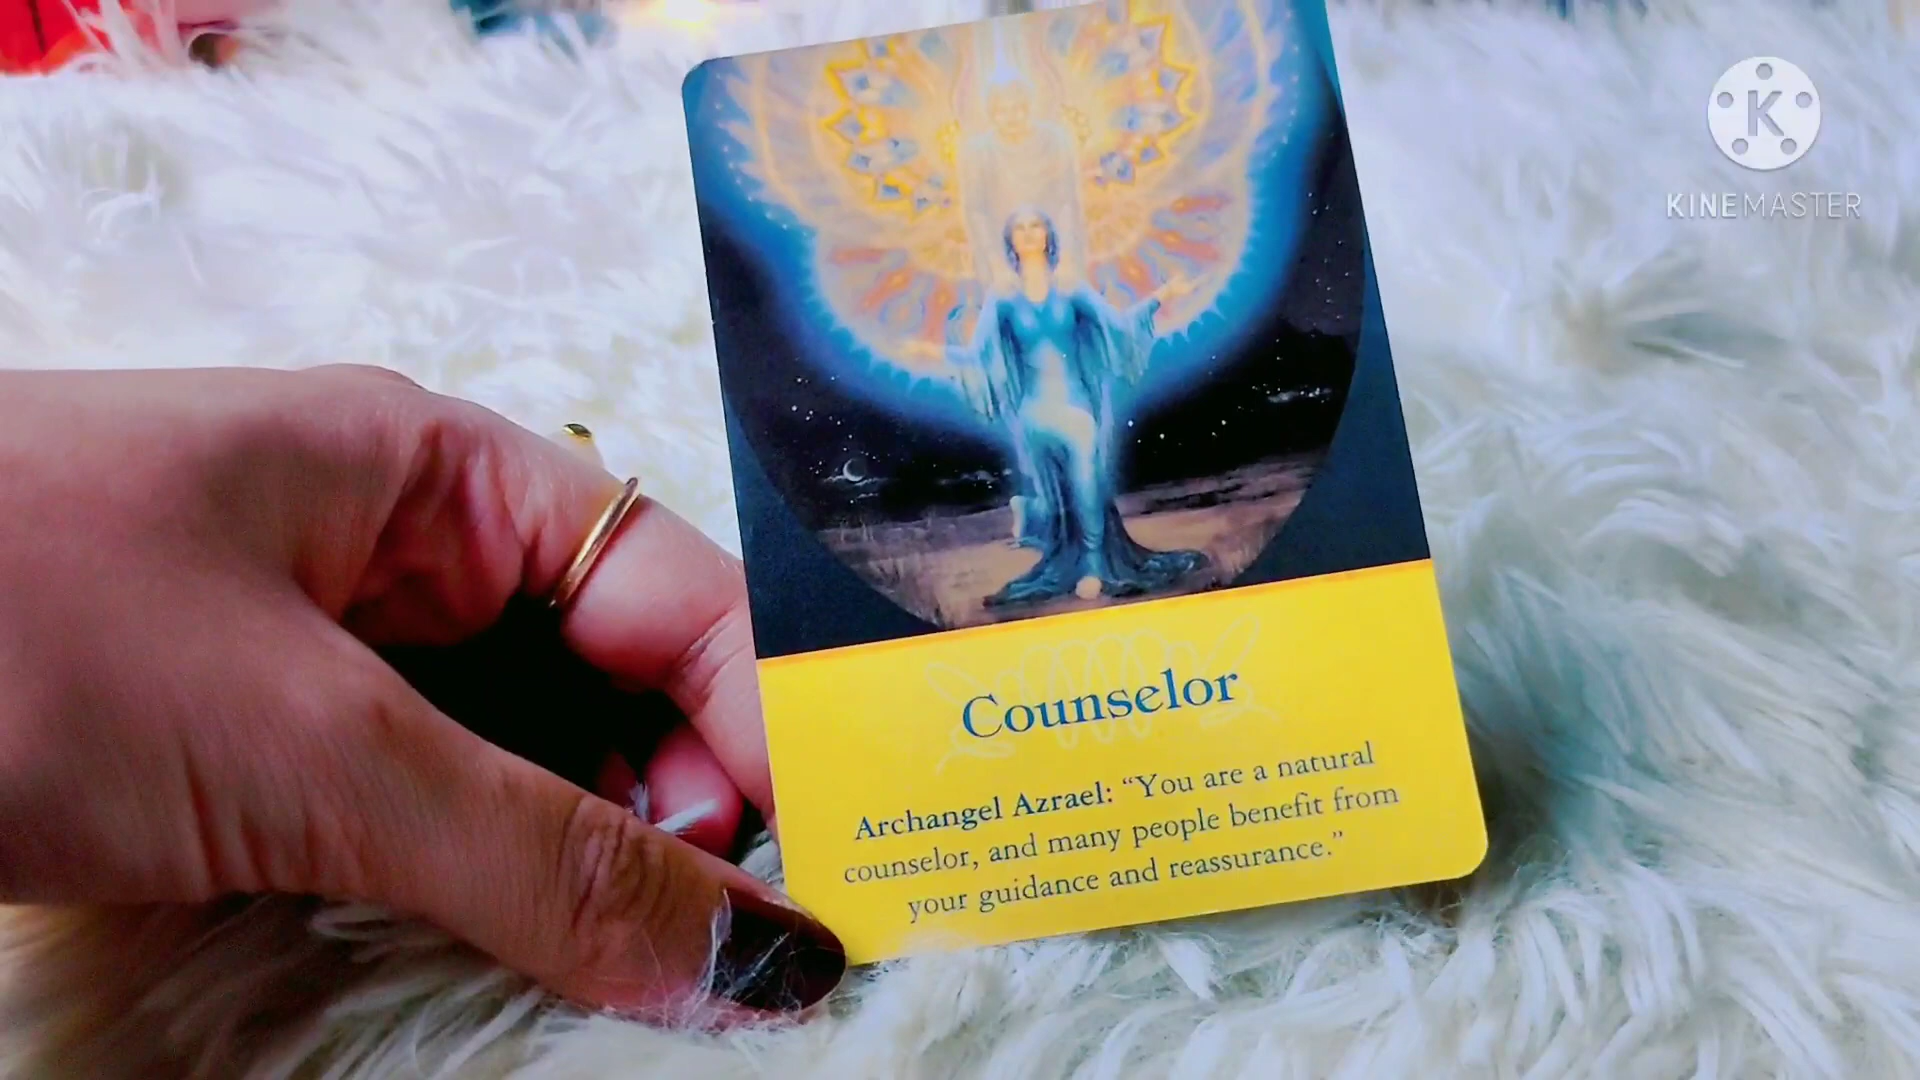 K
KINEMASTER
Counselor
Archangel Azrael: “You are a natural
counselor, and many people benefit from
your guidance and reassurance.”